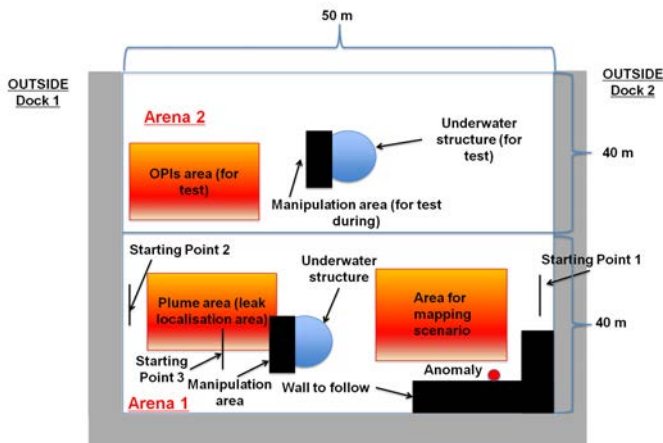 50 m
OUTSIDE
Dock 1
OUTSIDE
Dock 2
Arena 2
Underwater
structure (for
test)
OPIs area (for
test)
40 m
Manipulation area (for test
during)
Starting Point 2
Underwater
structure
Starting Point 1
Plume area (leak
localisation area)
Area for
mapping
scenario
40 m
Starting
Point 3
Manipulation
area
Anomaly
Wall to follow
Arena 1